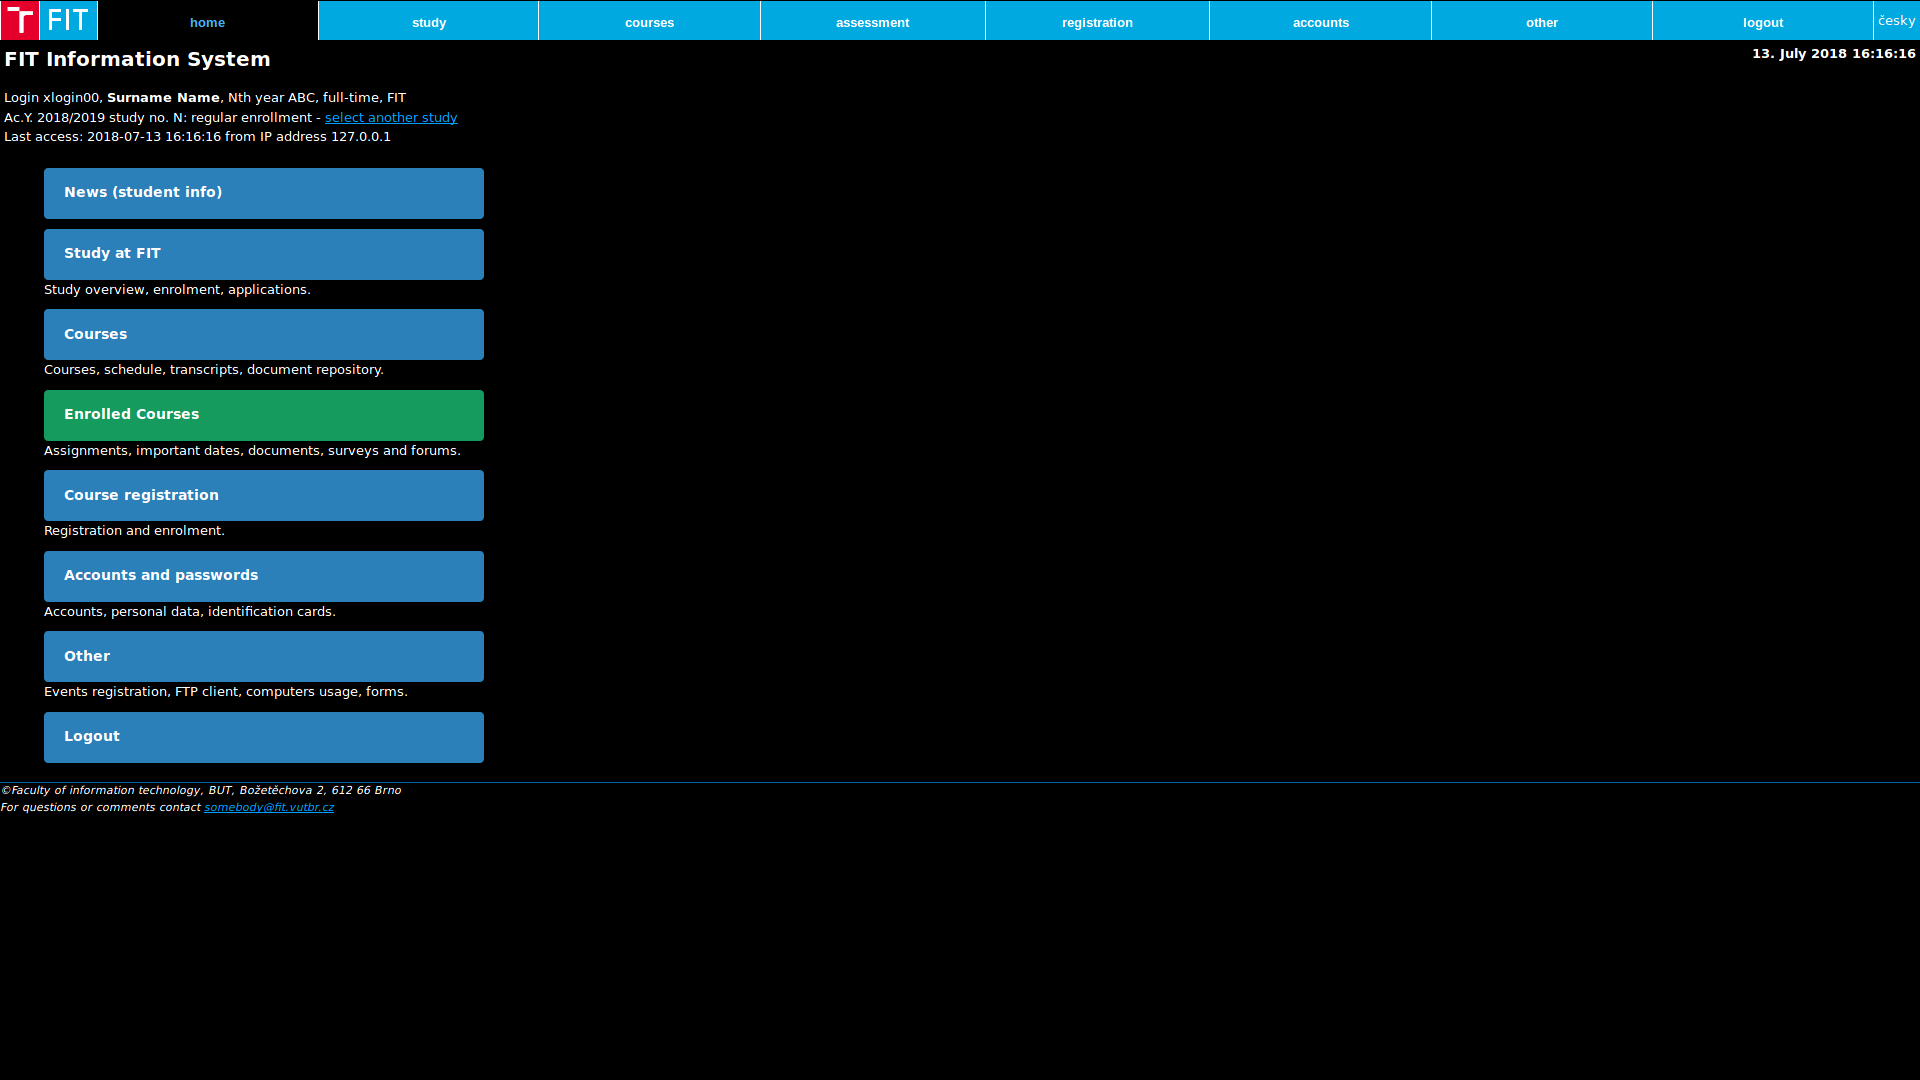 FIT home study courses assessment registration accounts other logout česky
FIT Information System
13. July 2018 16:16:16
Login xlogin00, Surname Name, Nth year ABC, full-time, FIT
Ac.Y. 2018/2019 study no. N: regular enrollment - select another study
Last access: 2018-07-13 16:16:16 from IP address 127.0.0.1
News (student info)
Study at FIT
Study overview, enrolment, applications.
Courses
Courses, schedule, transcripts, document repository.
Enrolled Courses
Assignments, important dates, documents, surveys and forums.
Course registration
Registration and enrolment.
Accounts and passwords
Accounts, personal data, identification cards.
Other
Events registration, FTP client, computers usage, forms.
Logout
©Faculty of information technology, BUT, Božetěchova 2, 612 66 Brno
For questions or comments contact somebody@fit.vutbr.cz